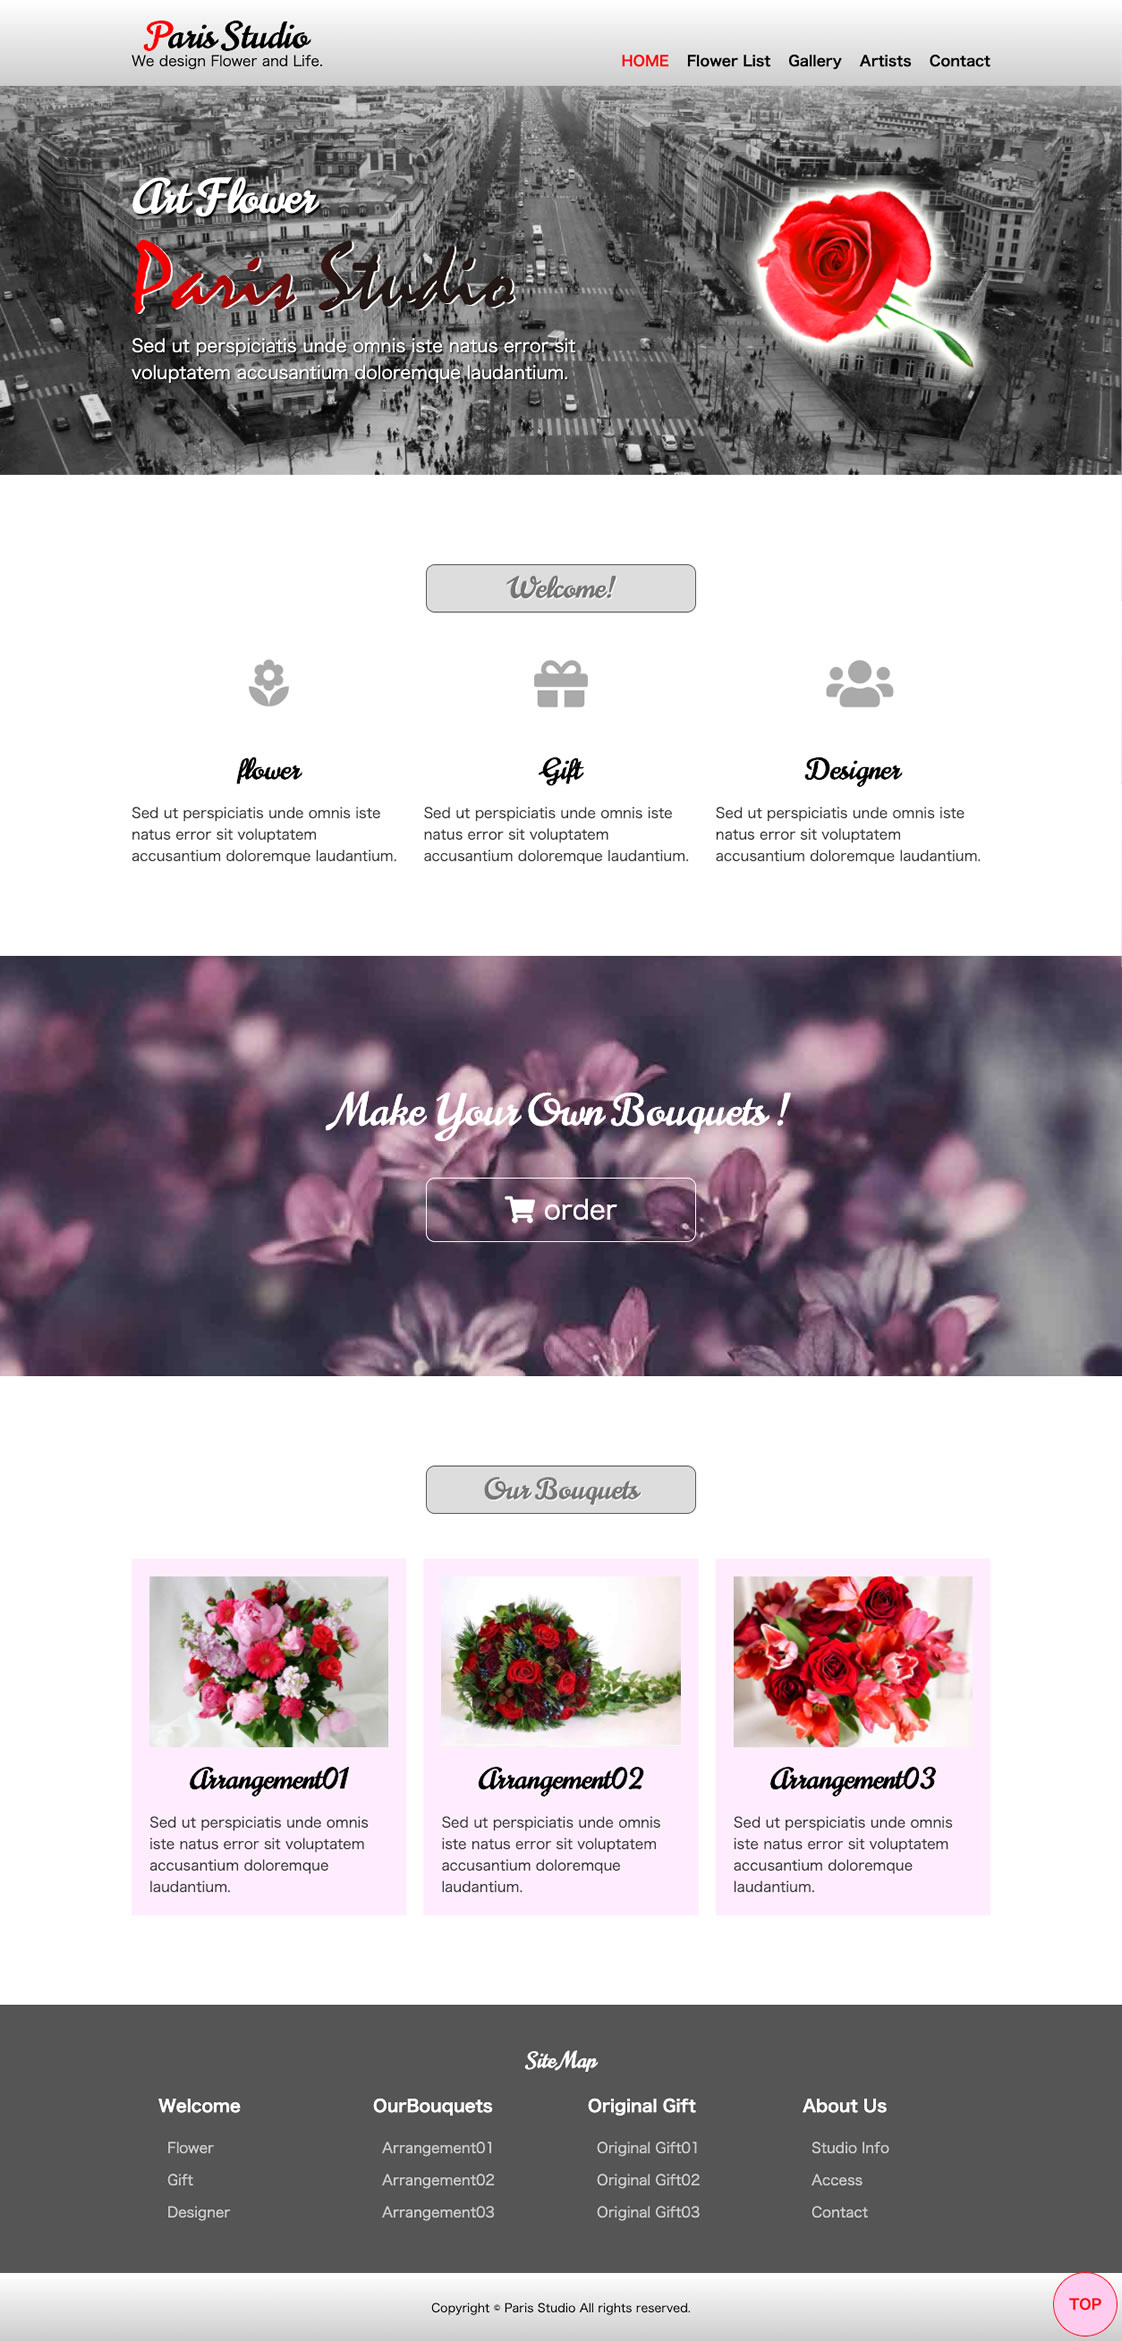 Paris Studio
We design Flower and Life.
HOME Flower List Gallery Artists Contact
Art Flower
Paris Studio
Sed ut perspiciatis unde omnis iste natus error sit
voluptatem accusantium doloremque laudantium.
Welcome!
flower
Sed ut perspiciatis unde omnis iste
natus error sit voluptatem
accusantium doloremque laudantium.
Gift
Sed ut perspiciatis unde omnis iste
natus error sit voluptatem
accusantium doloremque laudantium.
Designer
Sed ut perspiciatis unde omnis iste
natus error sit voluptatem
accusantium doloremque laudantium.
Make Your Own Bouquets !
order
Our Bouquets
Arrangement01
Sed ut perspiciatis unde omnis
iste natus error sit voluptatem
accusantium doloremque
laudantium.
Arrangement02
Sed ut perspiciatis unde omnis
iste natus error sit voluptatem
accusantium doloremque
laudantium.
Arrangement03
Sed ut perspiciatis unde omnis
iste natus error sit voluptatem
accusantium doloremque
laudantium.
SiteMap
Welcome
Flower
Gift
Designer
OurBouquets
Arrangement01
Arrangement02
Arrangement03
Original Gift
Original Gift01
Original Gift02
Original Gift03
About Us
Studio Info
Access
Contact
Copyright © Paris Studio All rights reserved.
TOP